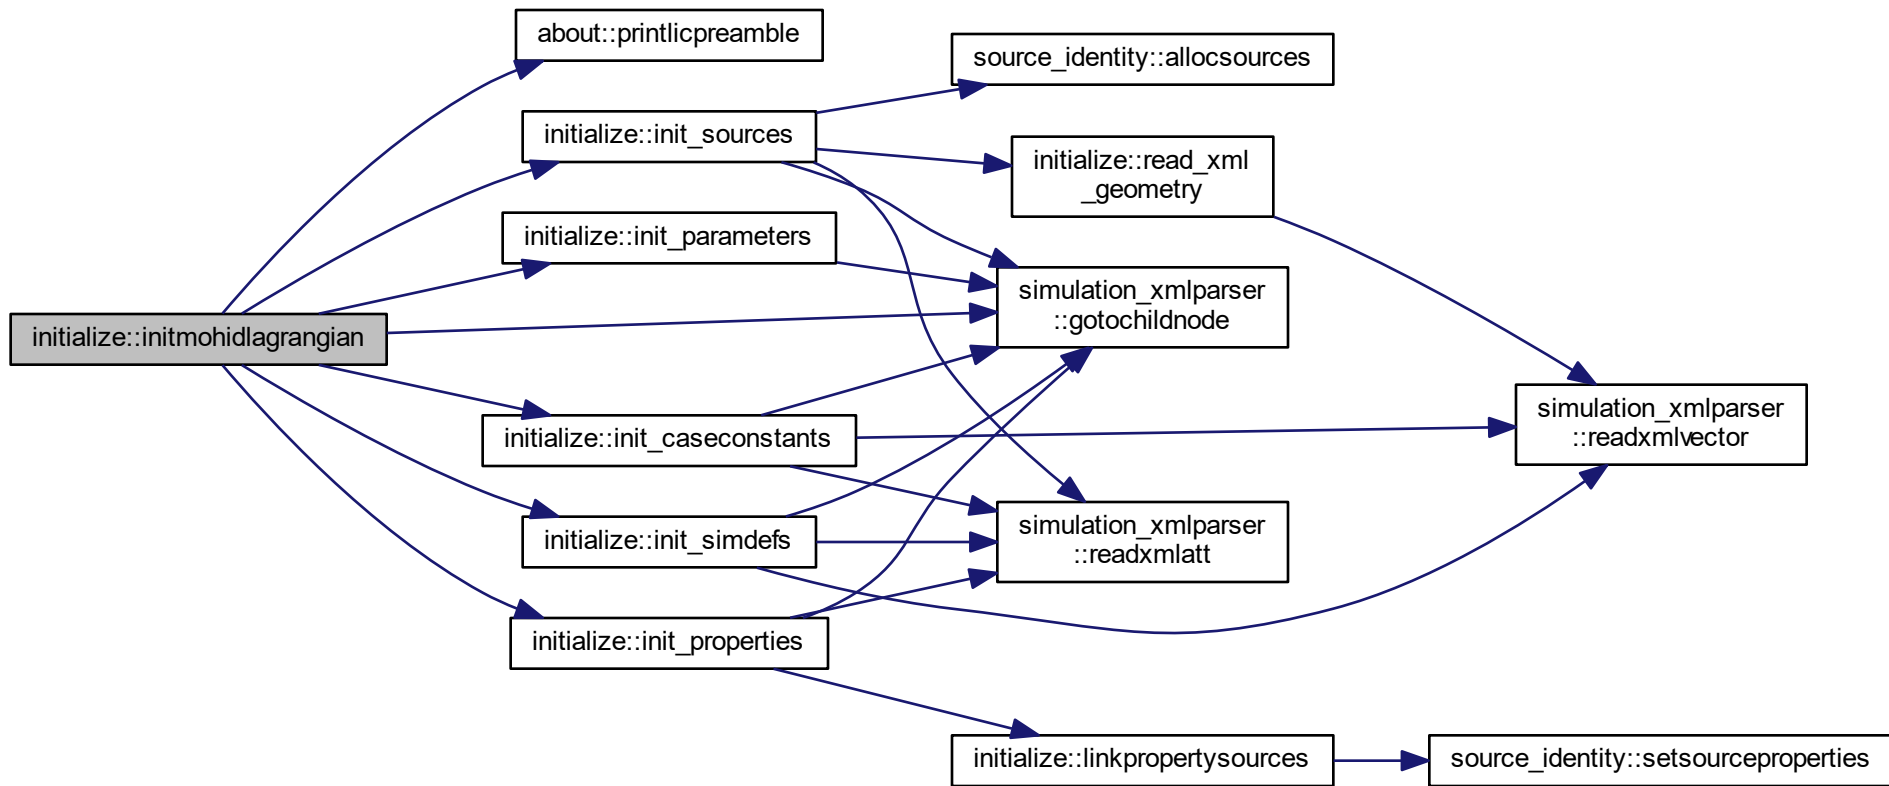 about::printlicpreamble
source_identity::allocsources
initialize::init_sources
initialize::read_xml
_geometry
initialize::init_parameters
simulation_xmlparser
::gotochildnode
initialize::initmohidlagrangian
simulation_xmlparser
::readxmlvector
initialize::init_caseconstants
initialize::init_simdefs
simulation_xmlparser
::readxmlatt
initialize::init_properties
initialize::linkpropertysources
source_identity::setsourceproperties